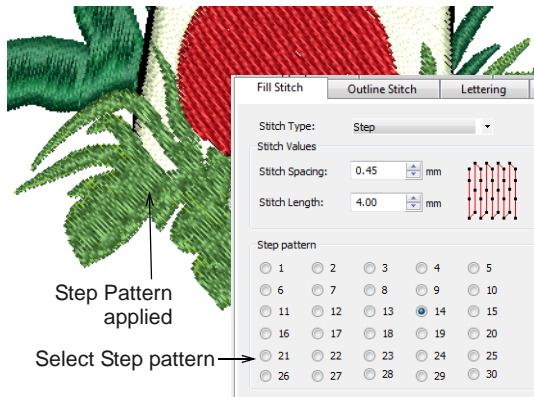 Fill Stitch Outline Stitch Lettering
Stitch Type: Step
Stitch Values
Stitch Spacing: 0.45 mm
Stitch Length: 4.00 mm
Step pattern
1 2 3 4 5
6 7 8 9 10
11 12 13 14 15
16 17 18 19 20
21 22 23 24 25
26 27 28 29 30
Step Pattern
applied
Select Step pattern